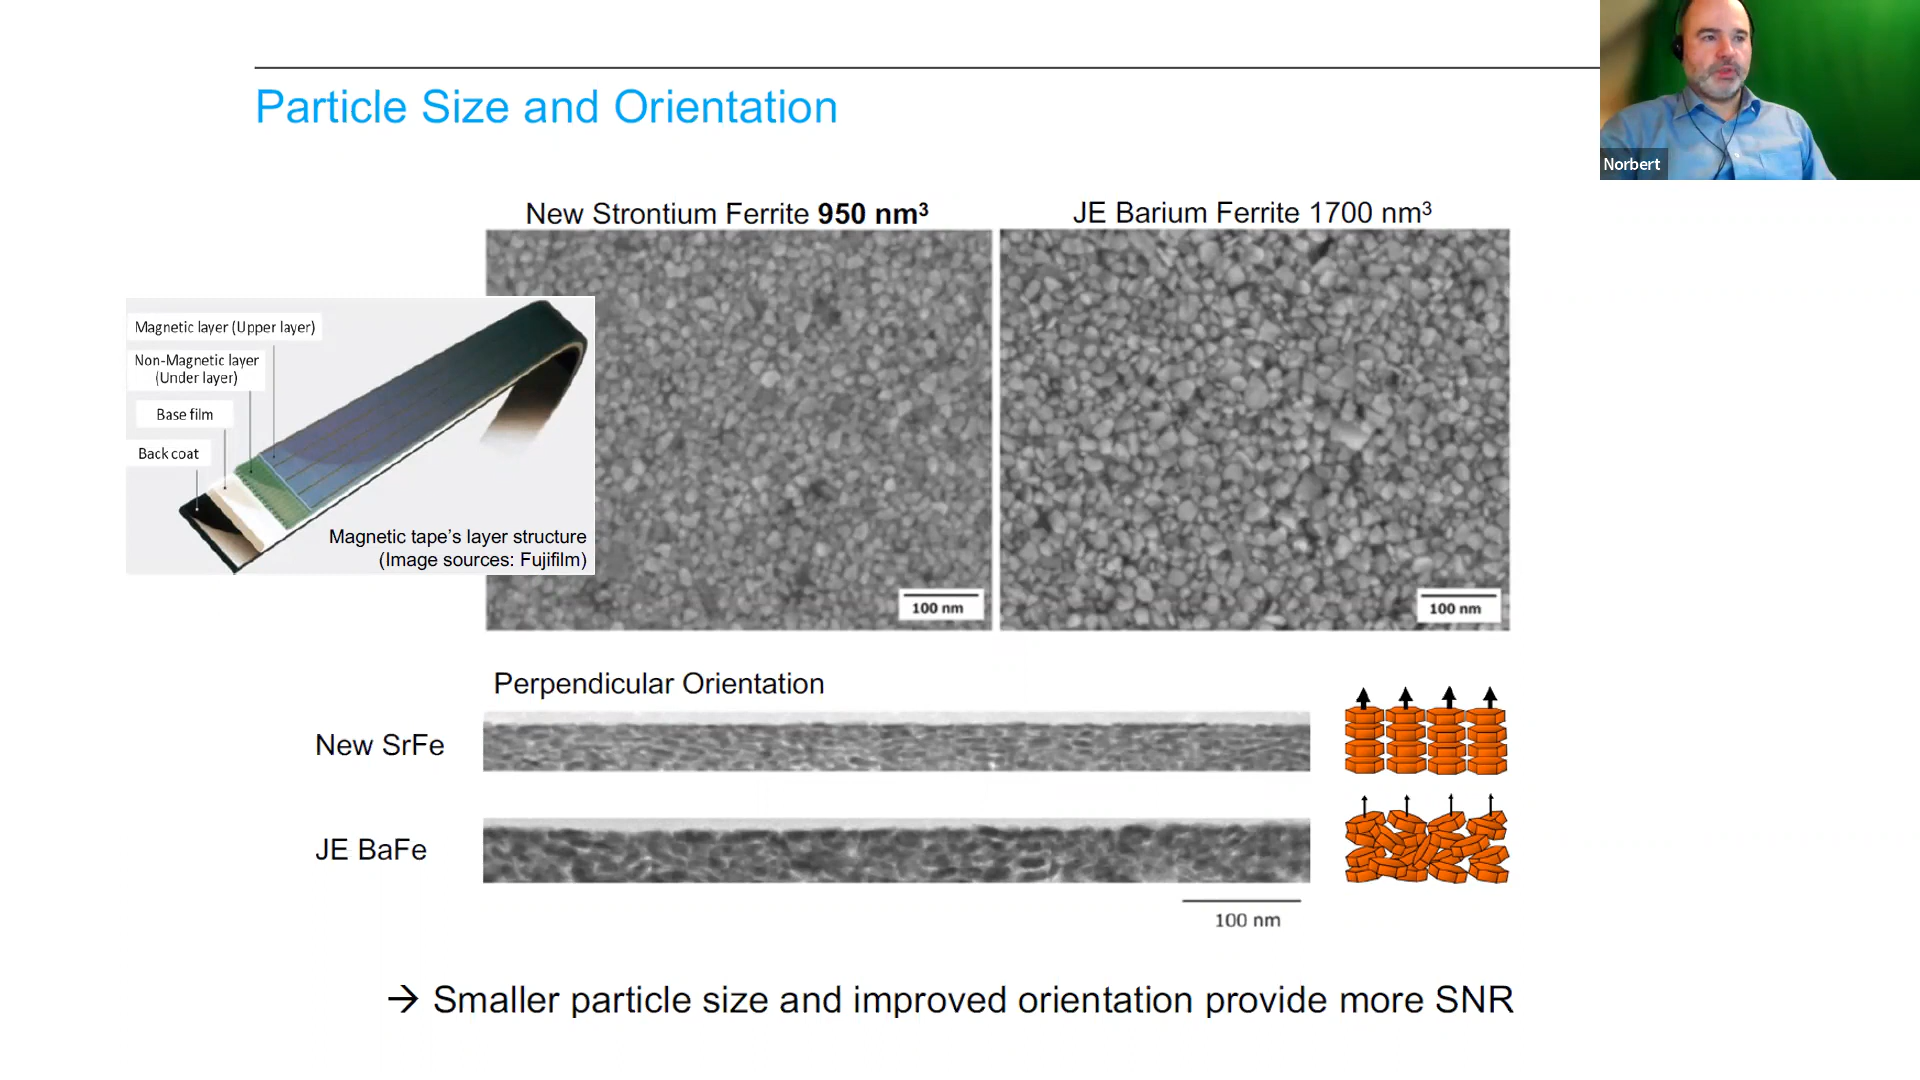 Particle Size and Orientation
Norbert
New Strontium Ferrite 950 nm³
JE Barium Ferrite 1700 nm³
Magnetic layer (Upper layer)
Non-Magnetic layer
(Under layer)
Base film
Back coat
Magnetic tape’s layer structure
(Image sources: Fujifilm)
100 nm
100 nm
Perpendicular Orientation
New SrFe
JE BaFe
100 nm
→ Smaller particle size and improved orientation provide more SNR